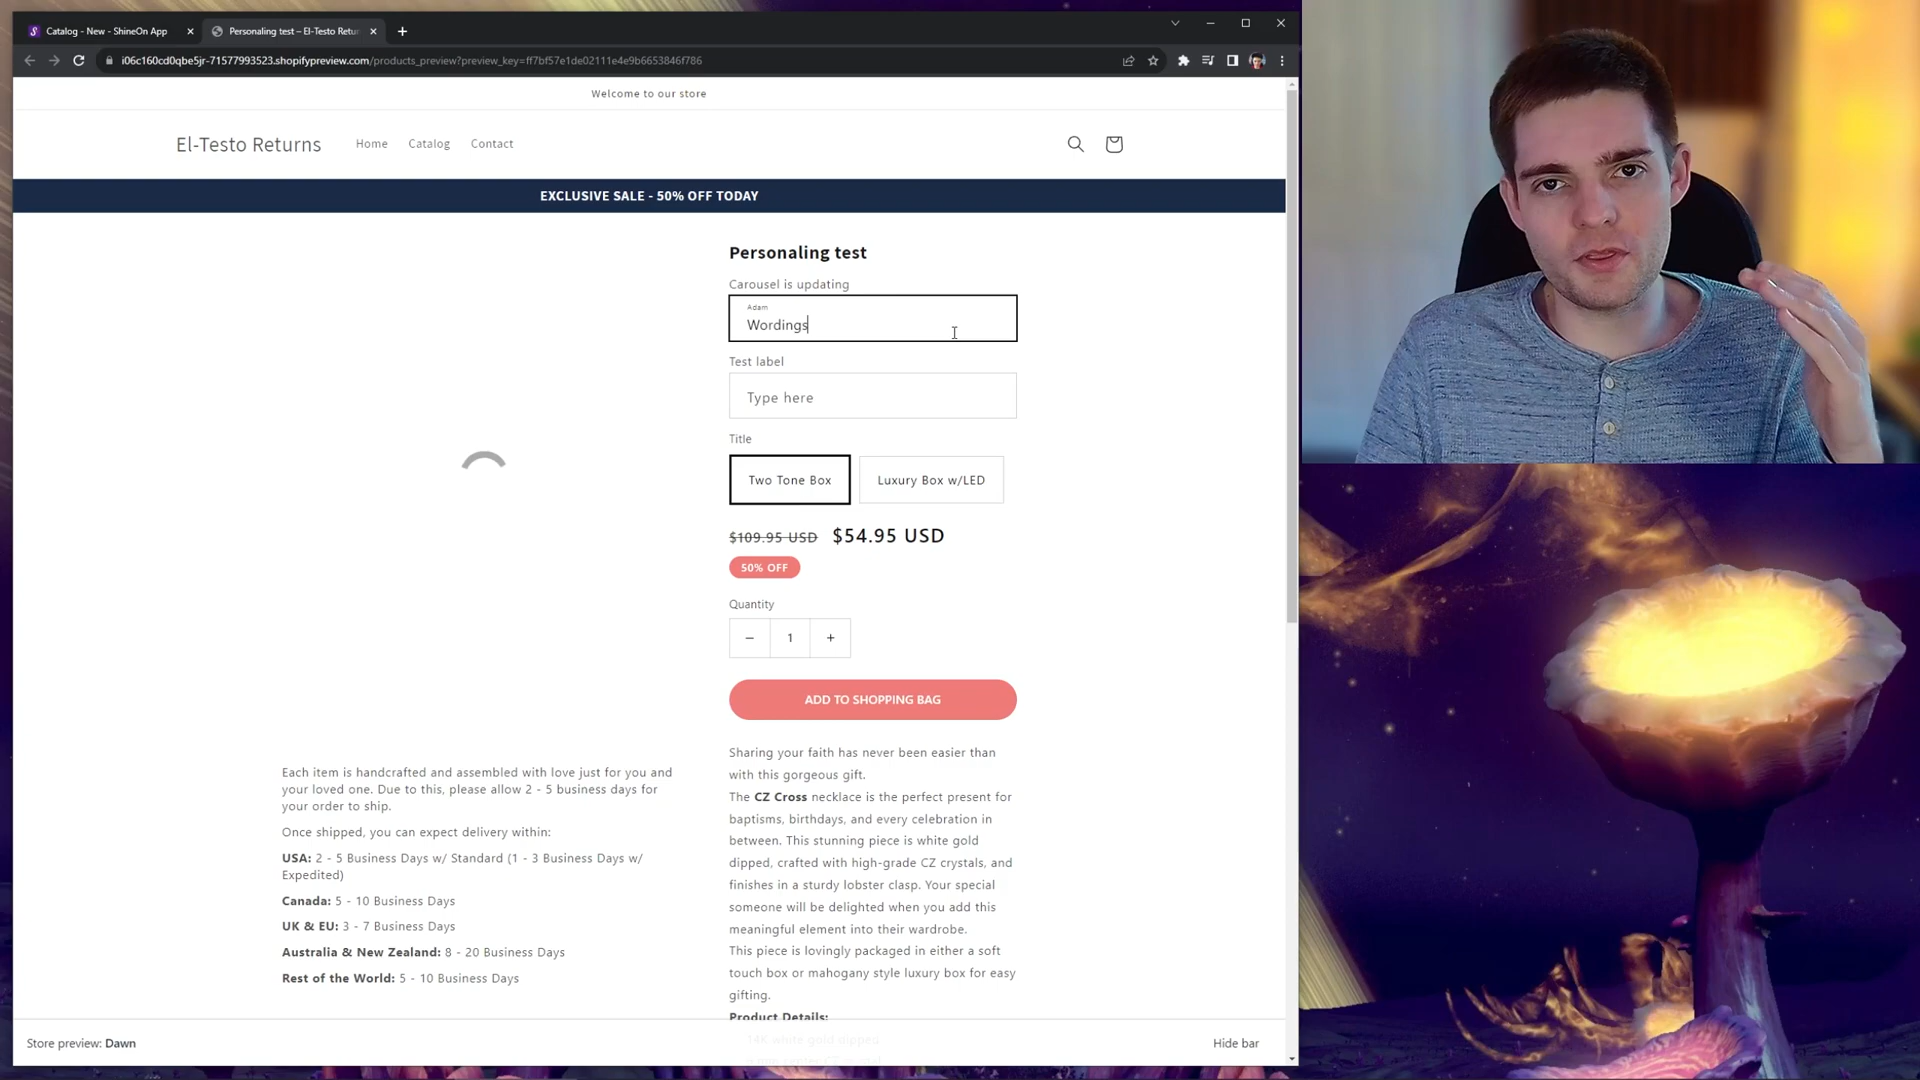 Catalog - New - ShineOn App
Personaling test – El-Testo Retur
i06c160cd0qbe5jr-71577993523.shopifypreview.com/products_preview?preview_key=ff7bf57e1de02111e4e9b6653846f786
Welcome to our store
El-Testo Returns
Home
Catalog
Contact
EXCLUSIVE SALE - 50% OFF TODAY
Personaling test
Carousel is updating
Adam
Wordings
Test label
Type here
Title
Two Tone Box
Luxury Box w/LED
$109.95 USD $54.95 USD
50% OFF
Quantity
− 1 +
ADD TO SHOPPING BAG
Sharing your faith has never been easier than
with this gorgeous gift.
The CZ Cross necklace is the perfect present for
baptisms, birthdays, and every celebration in
between. This stunning piece is white gold
dipped, crafted with high-grade CZ crystals, and
finishes in a sturdy lobster clasp. Your special
someone will be delighted when you add this
meaningful element into their wardrobe.
This piece is lovingly packaged in either a soft
touch box or mahogany style luxury box for easy
gifting.
Product Details:
14K white gold dipped
Each item is handcrafted and assembled with love just for you and
your loved one. Due to this, please allow 2 - 5 business days for
your order to ship.
Once shipped, you can expect delivery within:
USA: 2 - 5 Business Days w/ Standard (1 - 3 Business Days w/
Expedited)
Canada: 5 - 10 Business Days
UK & EU: 3 - 7 Business Days
Australia & New Zealand: 8 - 20 Business Days
Rest of the World: 5 - 10 Business Days
Store preview: Dawn
Hide bar